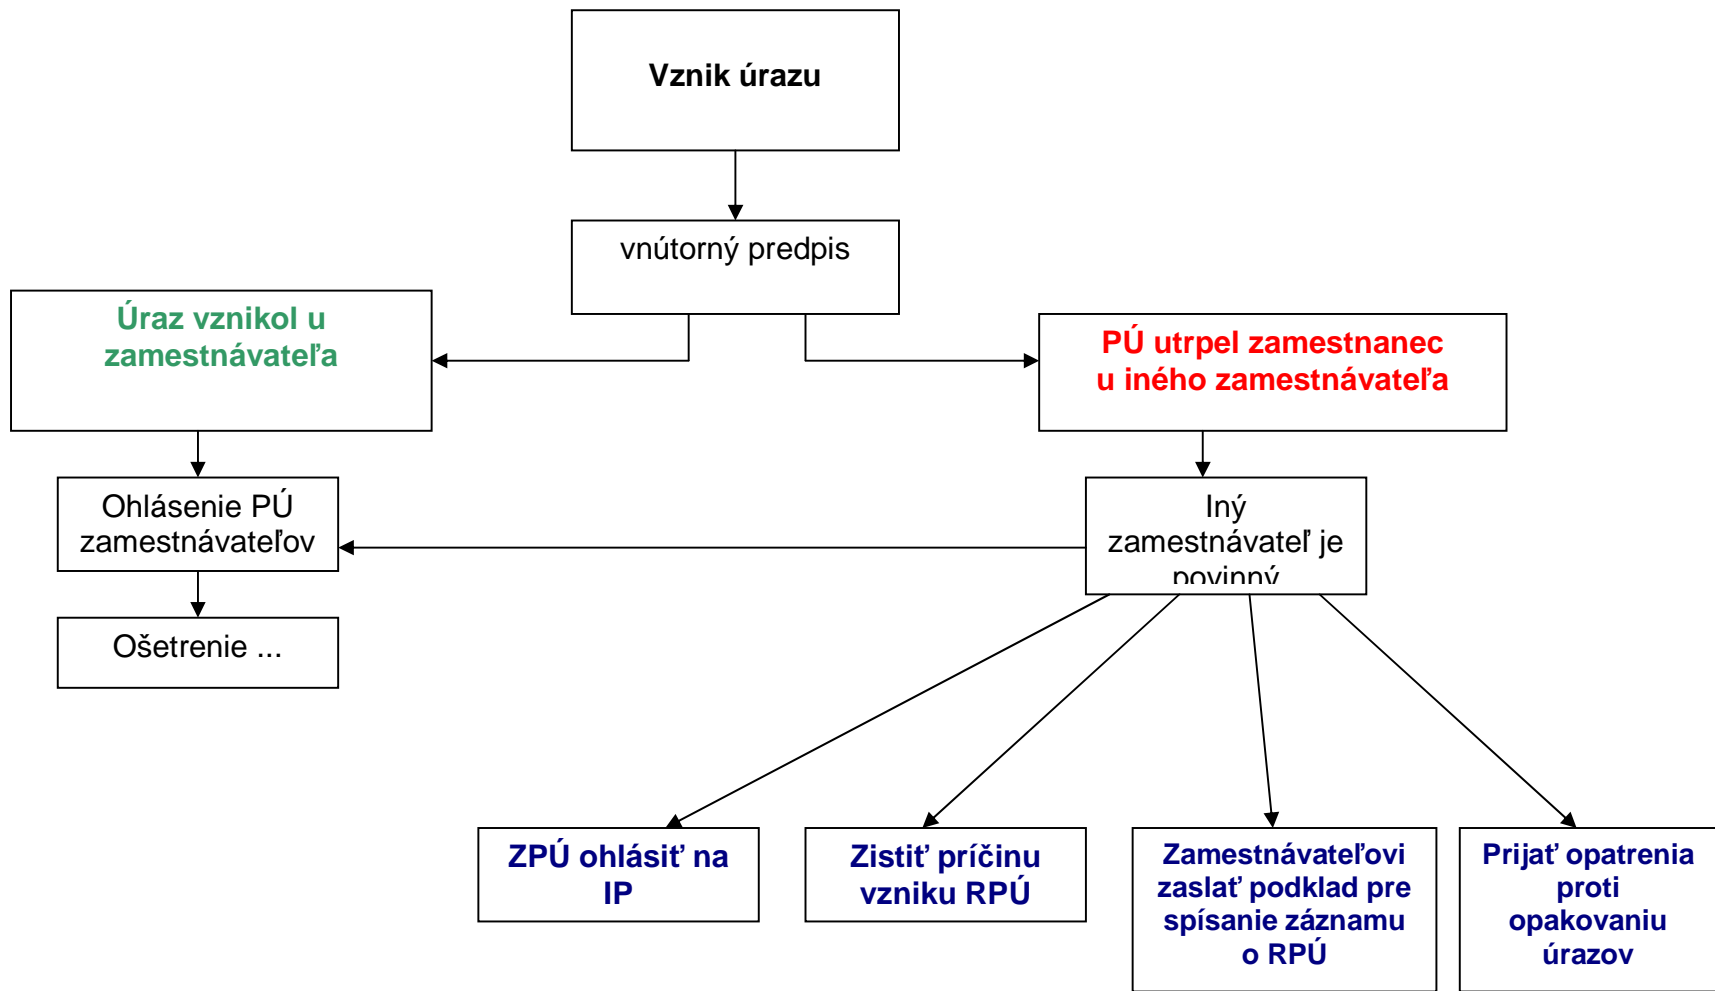 Vznik úrazu
vnútorný predpis
Úraz vznikol u
zamestnávateľa
PÚ utrpel zamestnanec
u iného zamestnávateľa
Ohlásenie PÚ
zamestnávateľov
Iný
zamestnávateľ je
povinný
Ošetrenie ...
ZPÚ ohlásiť na
IP
Zistiť príčinu
vzniku RPÚ
Zamestnávateľovi
zaslať podklad pre
spísanie záznamu
o RPÚ
Prijať opatrenia
proti
opakovaniu
úrazov